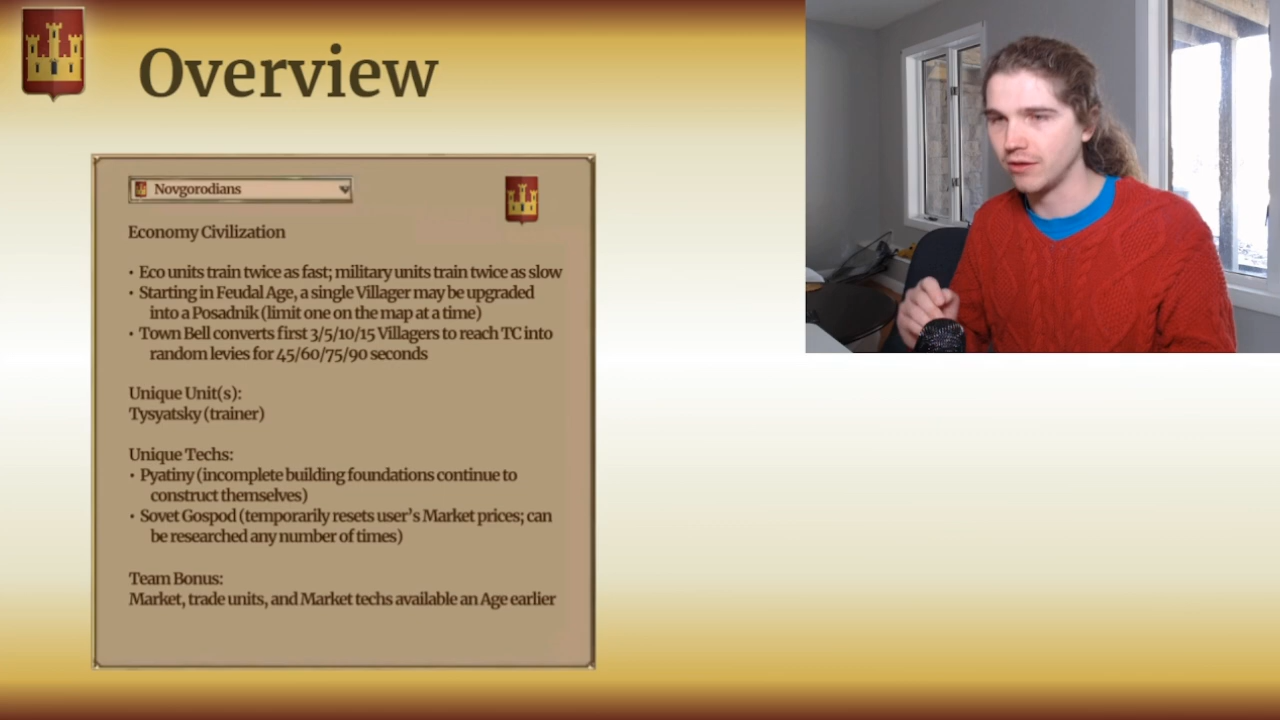 Overview
Novgorodians
Economy Civilization
• Eco units train twice as fast; military units train twice as slow
• Starting in Feudal Age, a single Villager may be upgraded
into a Posadnik (limit one on the map at a time)
• Town Bell converts first 3/5/10/15 Villagers to reach TC into
random levies for 45/60/75/90 seconds
Unique Unit(s):
Tysyatsky (trainer)
Unique Techs:
• Pyatiny (incomplete building foundations continue to
construct themselves)
• Sovet Gospod (temporarily resets user's Market prices; can
be researched any number of times)
Team Bonus:
Market, trade units, and Market techs available an Age earlier